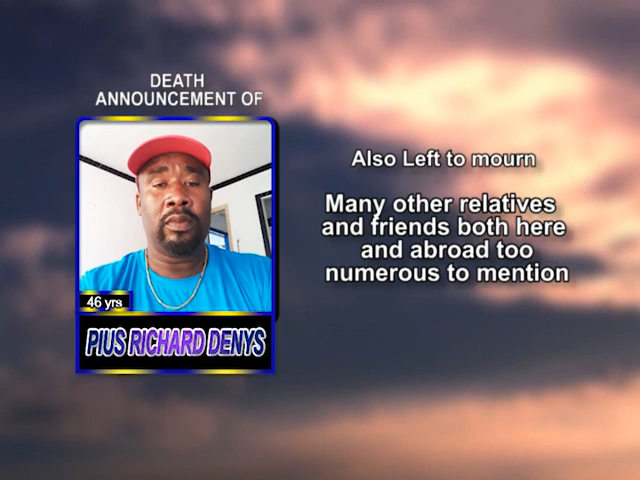 DEATH
ANNOUNCEMENT OF
46 yrs
PIUS RICHARD DENYS
Also Left to mourn
Many other relatives
and friends both here
and abroad too
numerous to mention